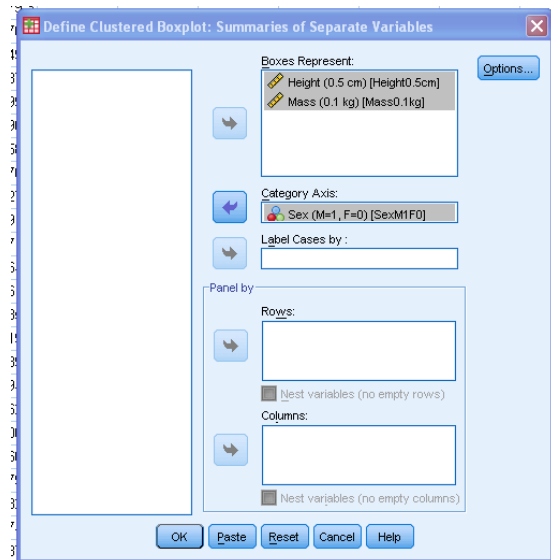 Define Clustered Boxplot: Summaries of Separate Variables
Boxes Represent:
Height (0.5 cm) [Height0.5cm]
Mass (0.1 kg) [Mass0.1kg]
Options...
Category Axis:
Sex (M=1, F=0) [SexM1F0]
Label Cases by :
Panel by
Rows:
Nest variables (no empty rows)
Columns:
Nest variables (no empty columns)
OK
Paste
Reset
Cancel
Help